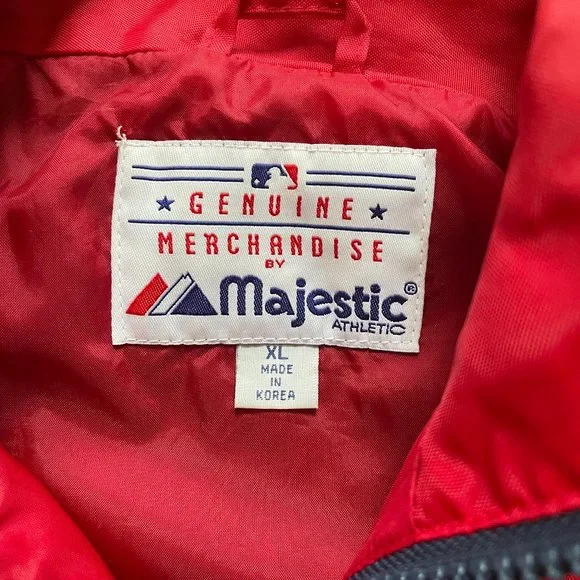 GENUINE
MERCHANDISE
BY
Majestic®
ATHLETIC
XL
MADE
IN
KOREA